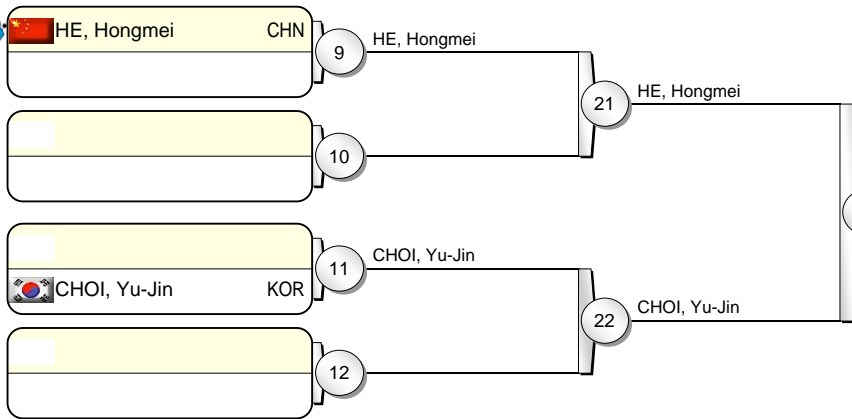 HE, Hongmei CHN
9
HE, Hongmei
21
HE, Hongmei
10
11
CHOI, Yu-Jin
CHOI, Yu-Jin KOR
22
CHOI, Yu-Jin
12